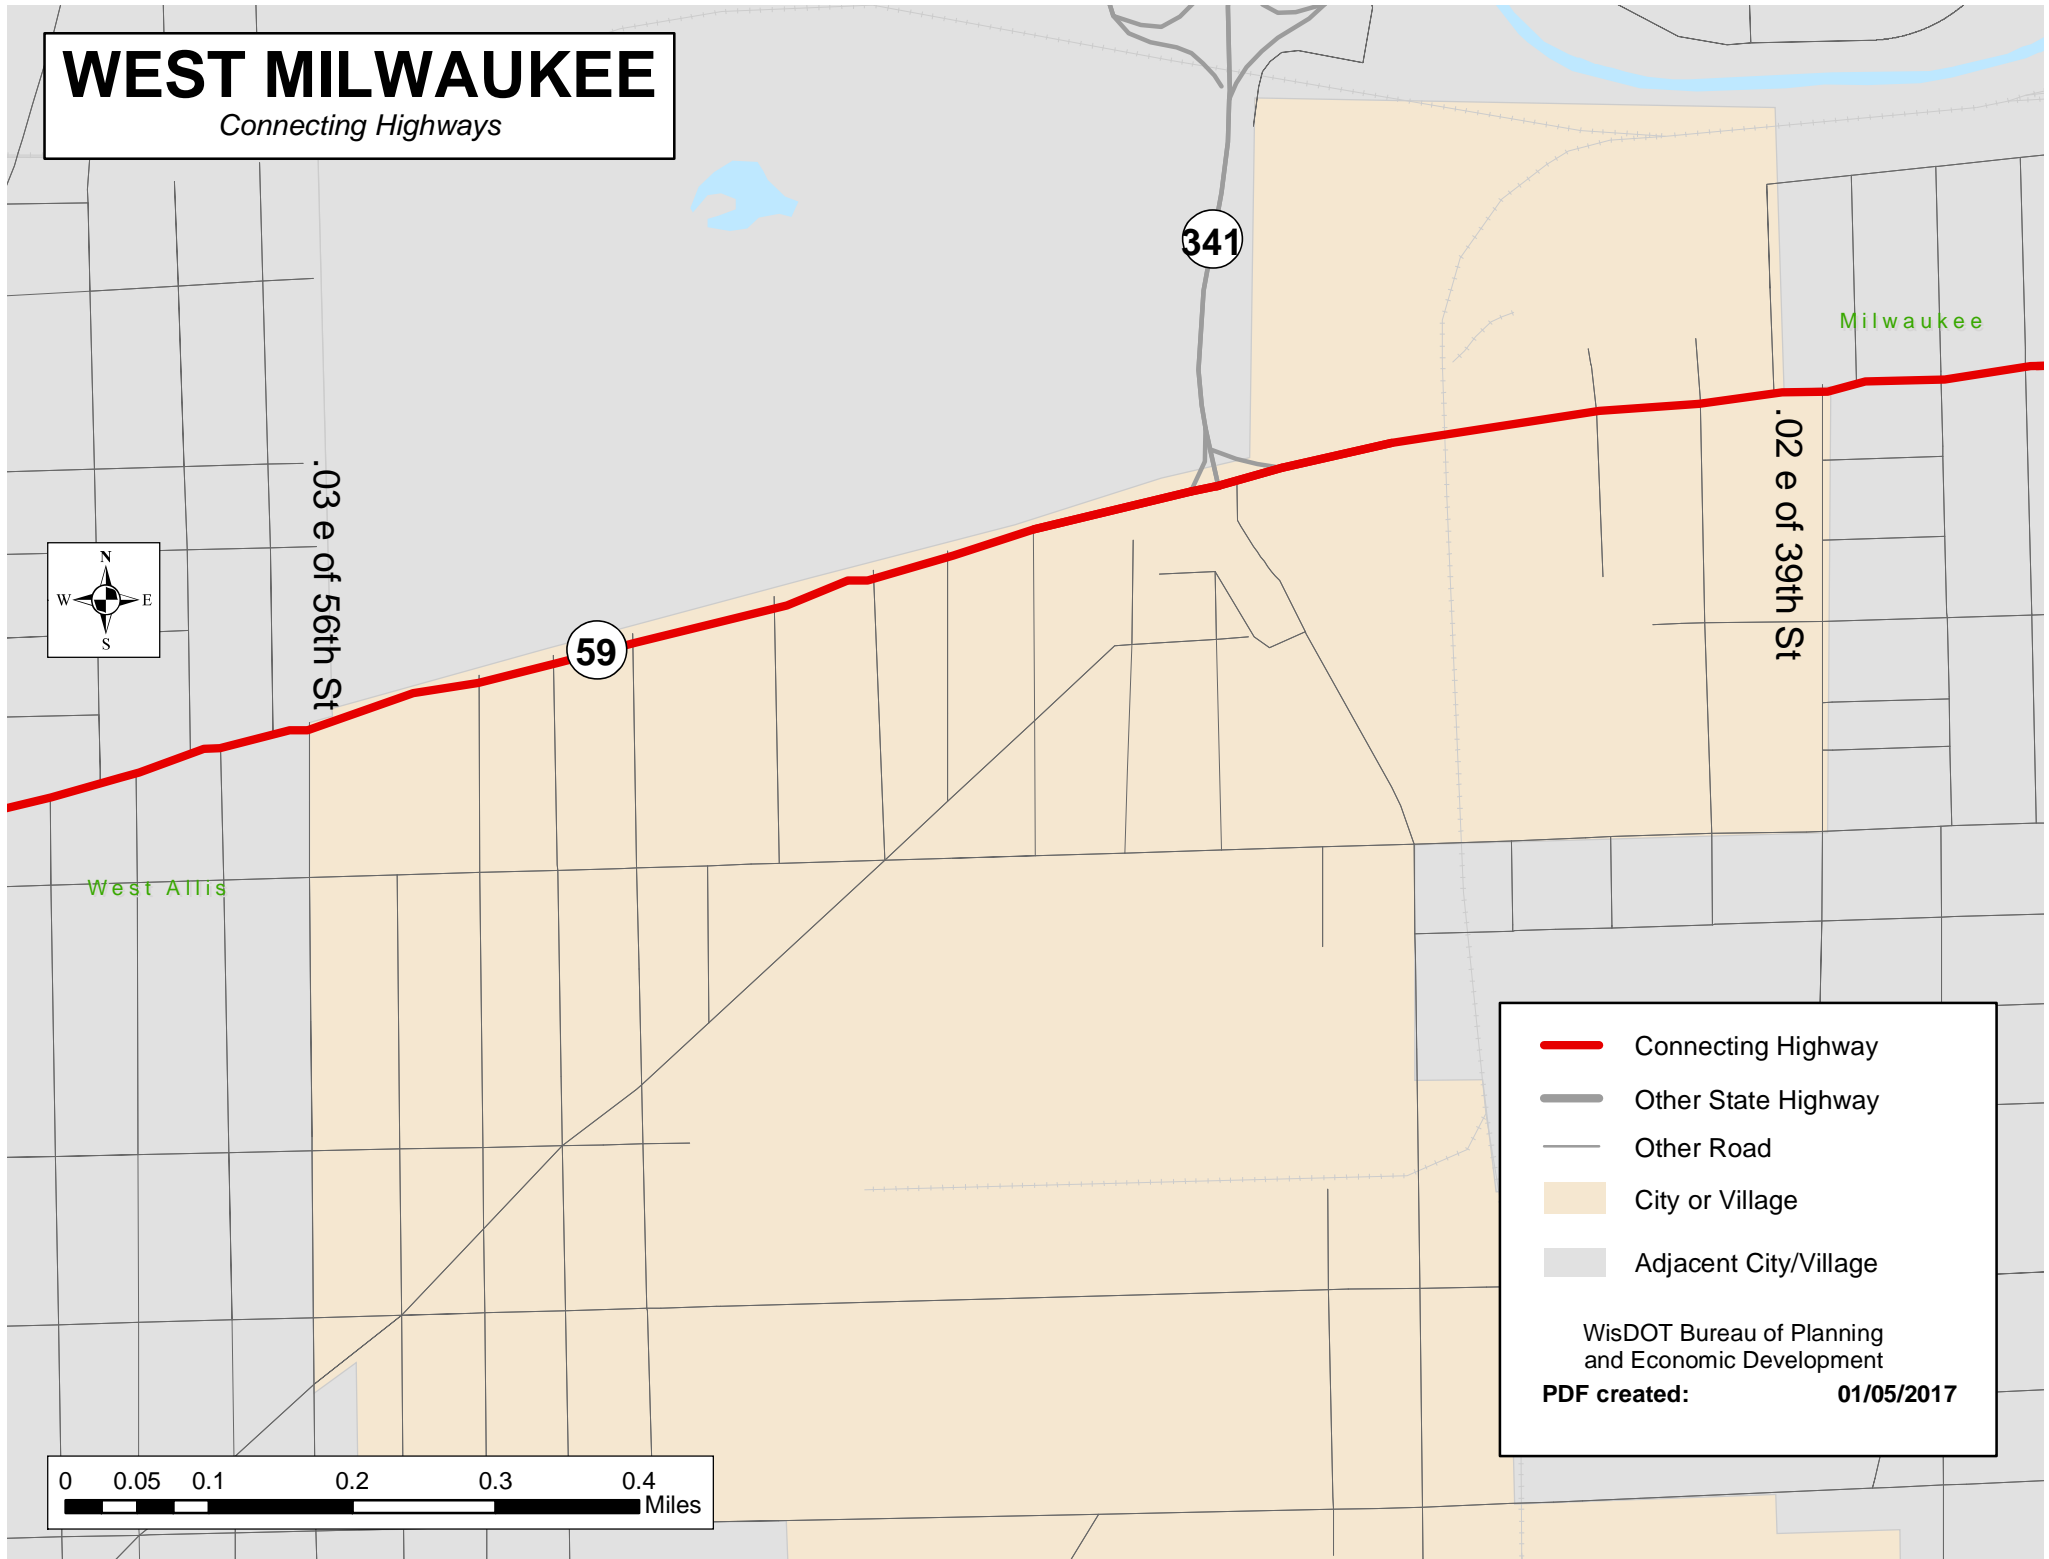 WEST MILWAUKEE
Connecting Highways
341
Milwaukee
.03 e of 56th St
.02 e of 39th St
N
W E
S
59
West Allis
Connecting Highway
Other State Highway
Other Road
City or Village
Adjacent City/Village
WisDOT Bureau of Planning
and Economic Development
PDF created: 01/05/2017
0 0.05 0.1 0.2 0.3 0.4
Miles